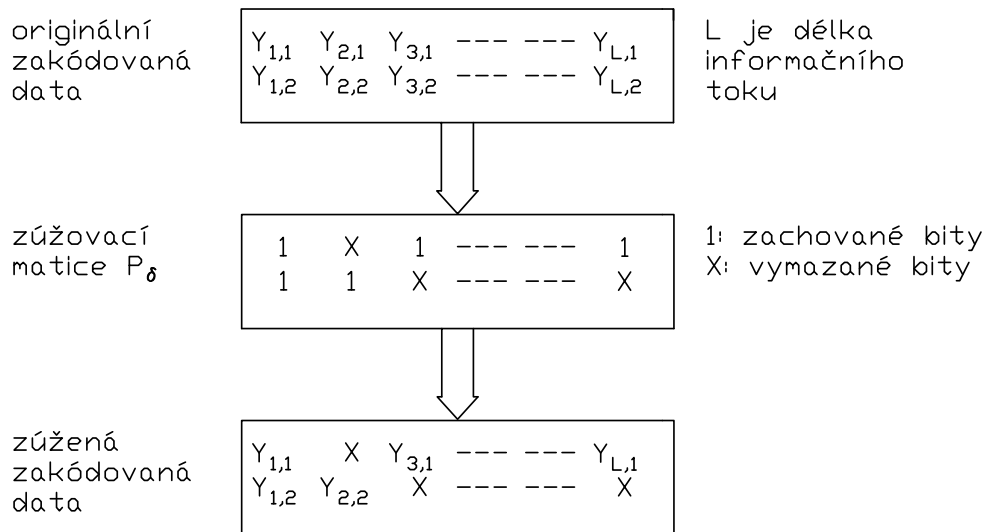 originální
zakódovaná
data
Y1,1 Y2,1 Y3,1 --- --- YL,1
Y1,2 Y2,2 Y3,2 --- --- YL,2
L je délka
informačního
toku
zúžovací
matice Pδ
1 X 1 --- --- 1
1 1 X --- --- X
1: zachované bity
X: vymazané bity
zúžená
zakódovaná
data
Y1,1 X Y3,1 --- --- YL,1
Y1,2 Y2,2 X --- --- X